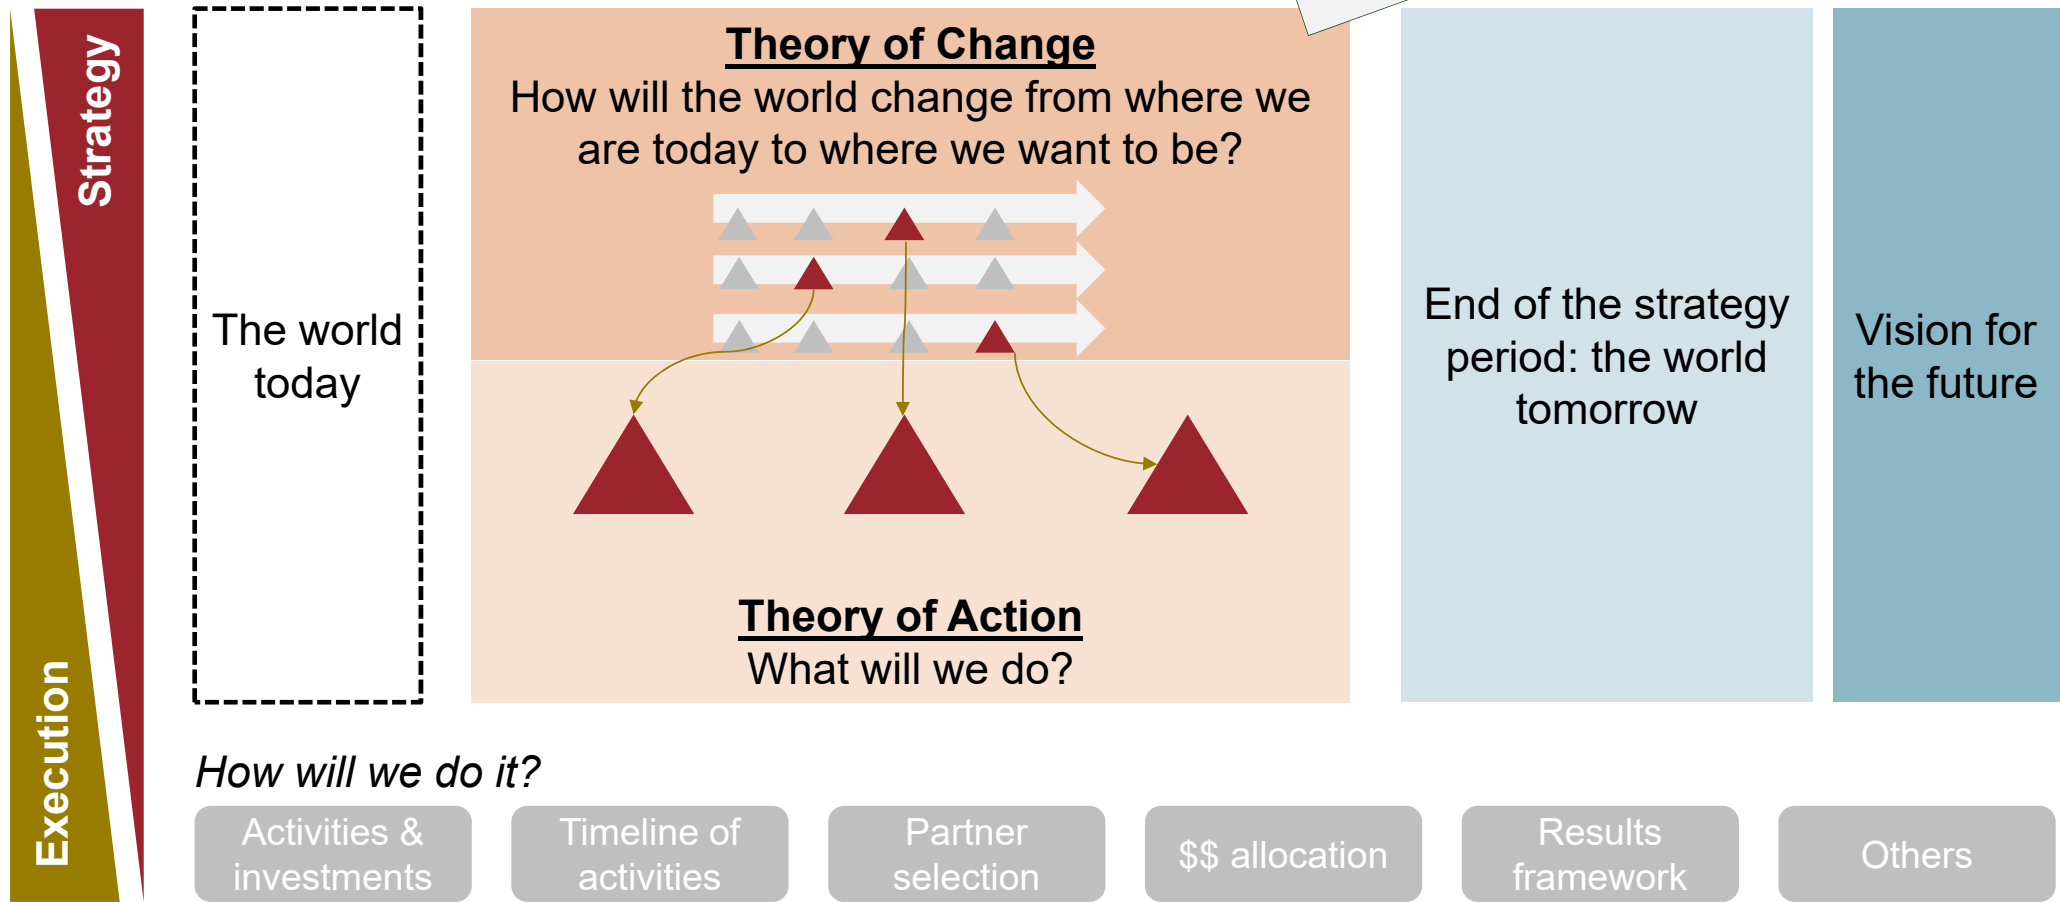 Strategy
Execution
The world
today
Theory of Change
How will the world change from where we
are today to where we want to be?
Theory of Action
What will we do?
End of the strategy
period: the world
tomorrow
Vision for
the future
How will we do it?
Activities &
investments
Timeline of
activities
Partner
selection
$$ allocation
Results
framework
Others